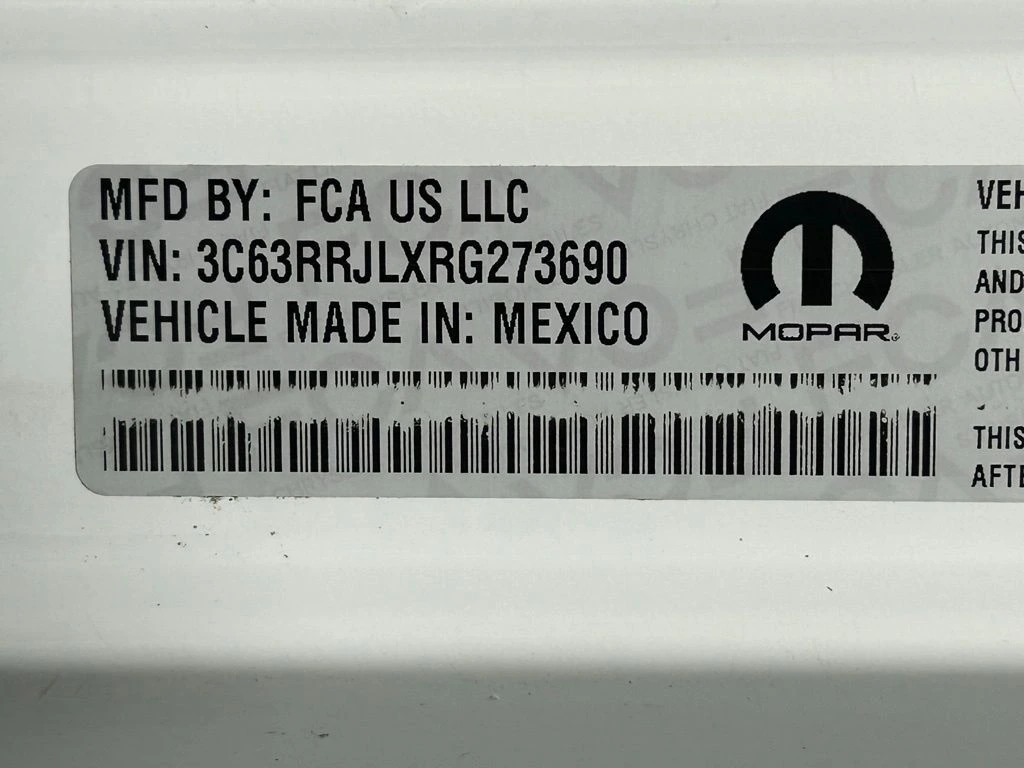 MFD BY: FCA US LLC
VIN: 3C63RRJLXRG273690
VEHICLE MADE IN: MEXICO
MOPAR
VEH
THIS
AND
PRO
OTH
THIS
AFTE